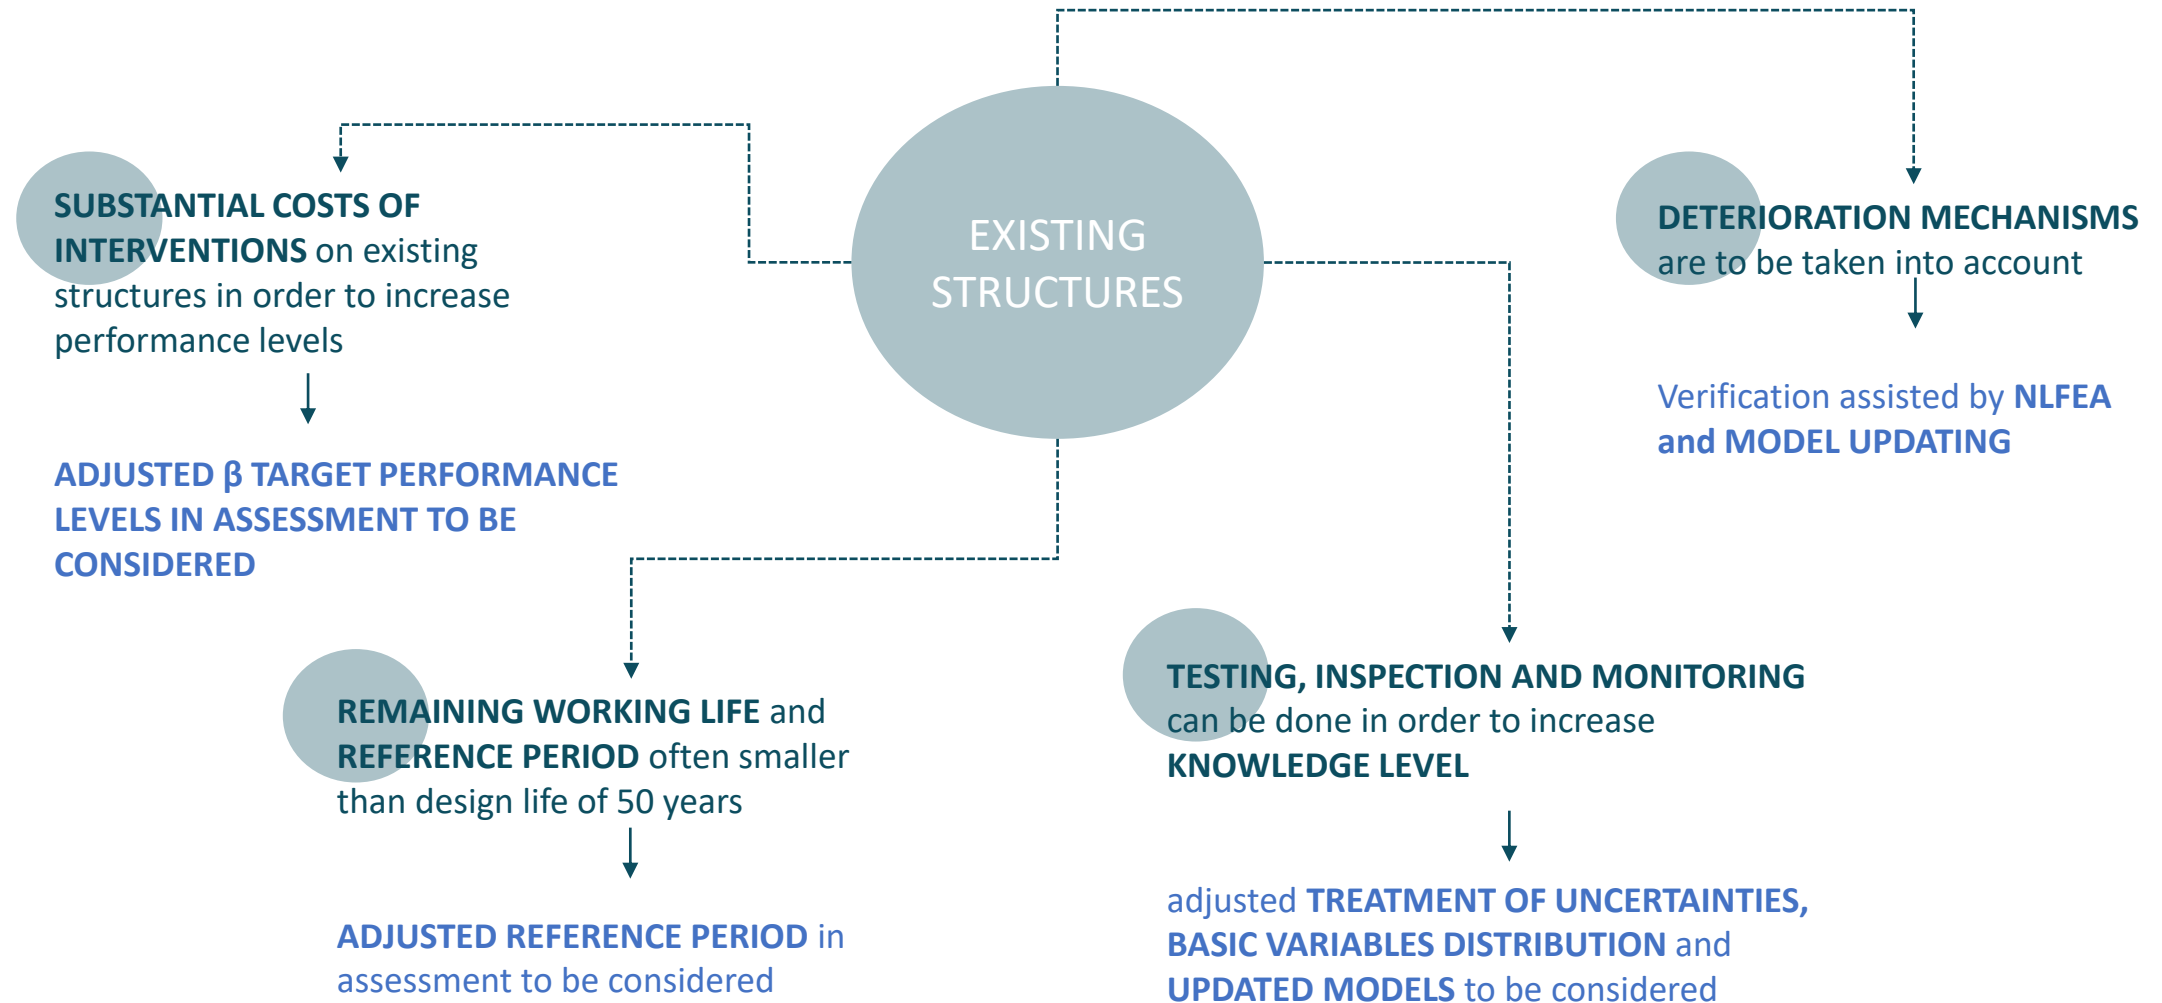 EXISTING
STRUCTURES
SUBSTANTIAL COSTS OF
INTERVENTIONS on existing
structures in order to increase
performance levels
ADJUSTED β TARGET PERFORMANCE
LEVELS IN ASSESSMENT TO BE
CONSIDERED
REMAINING WORKING LIFE and
REFERENCE PERIOD often smaller
than design life of 50 years
ADJUSTED REFERENCE PERIOD in
assessment to be considered
TESTING, INSPECTION AND MONITORING
can be done in order to increase
KNOWLEDGE LEVEL
adjusted TREATMENT OF UNCERTAINTIES,
BASIC VARIABLES DISTRIBUTION and
UPDATED MODELS to be considered
DETERIORATION MECHANISMS
are to be taken into account
Verification assisted by NLFEA
and MODEL UPDATING